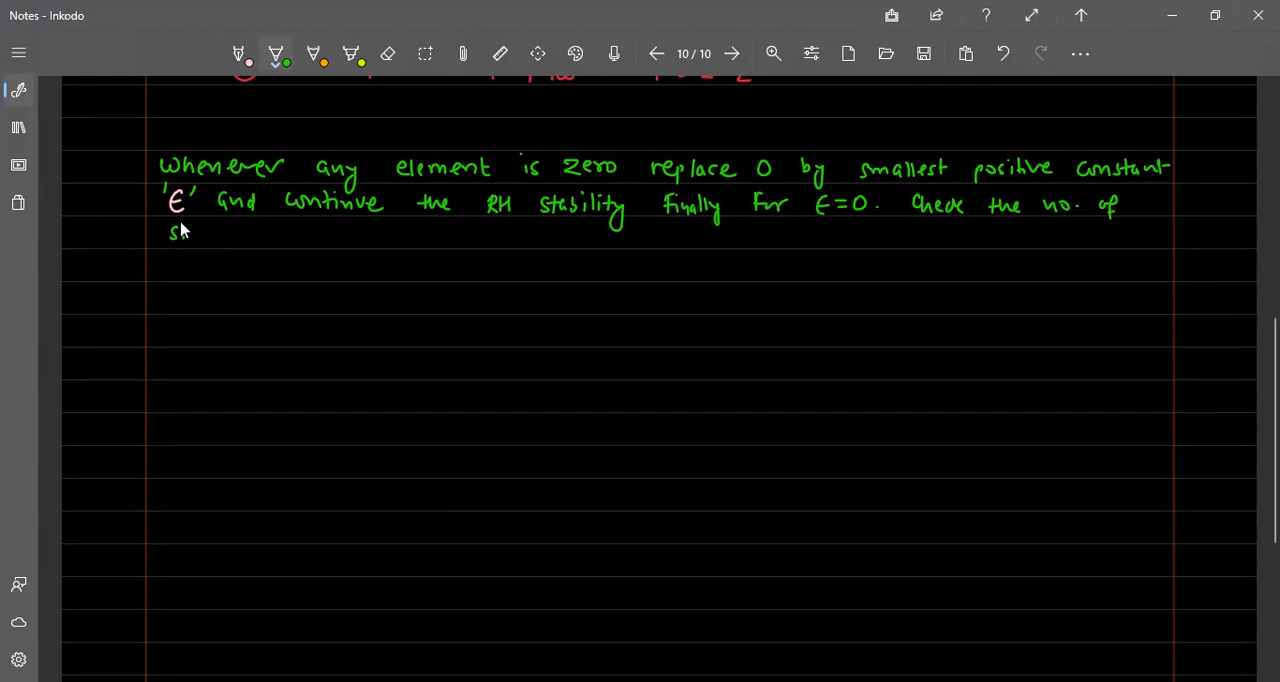 Notes - Inkodo
10 / 10
Whenever any element is zero replace 0 by smallest positive constant
'ϵ' and continue the RH stability finally for ϵ=0. Check the no. of